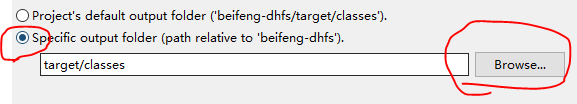 Project's default output folder ('beifeng-dhfs/target/classes').
Specific output folder (path relative to 'beifeng-dhfs').
target/classes
Browse...